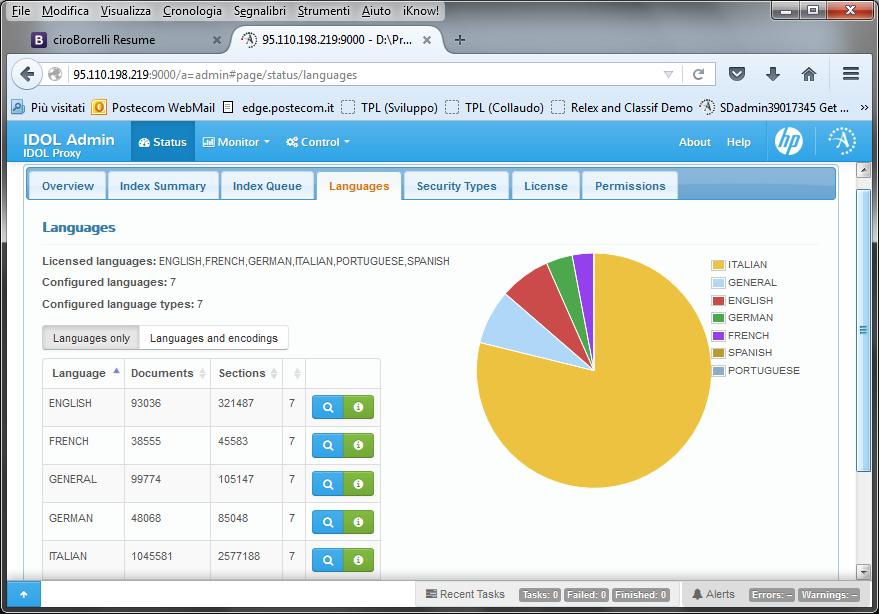 File Modifica Visualizza Cronologia Segnalibri Strumenti Aiuto iKnow!
B ciroBorrelli Resume × 95.110.198.219:9000 - D:\Pr... × +
95.110.198.219:9000/a=admin#page/status/languages
Più visitati Postecom WebMail edge.postecom.it TPL (Sviluppo) TPL (Collaudo) Relex and Classif Demo SDadmin39017345 Get ... »
IDOL Admin
IDOL Proxy
Status Monitor Control About Help hp
Overview Index Summary Index Queue Languages Security Types License Permissions
Languages
Licensed languages: ENGLISH,FRENCH,GERMAN,ITALIAN,PORTUGUESE,SPANISH
Configured languages: 7
Configured language types: 7
Languages only Languages and encodings
Language Documents Sections
ENGLISH 93036 321487 7
FRENCH 38555 45583 7
GENERAL 99774 105147 7
GERMAN 48068 85048 7
ITALIAN 1045581 2577188 7
ITALIAN
GENERAL
ENGLISH
GERMAN
FRENCH
SPANISH
PORTUGUESE
Recent Tasks Tasks: 0 Failed: 0 Finished: 0 Alerts Errors: – Warnings: –